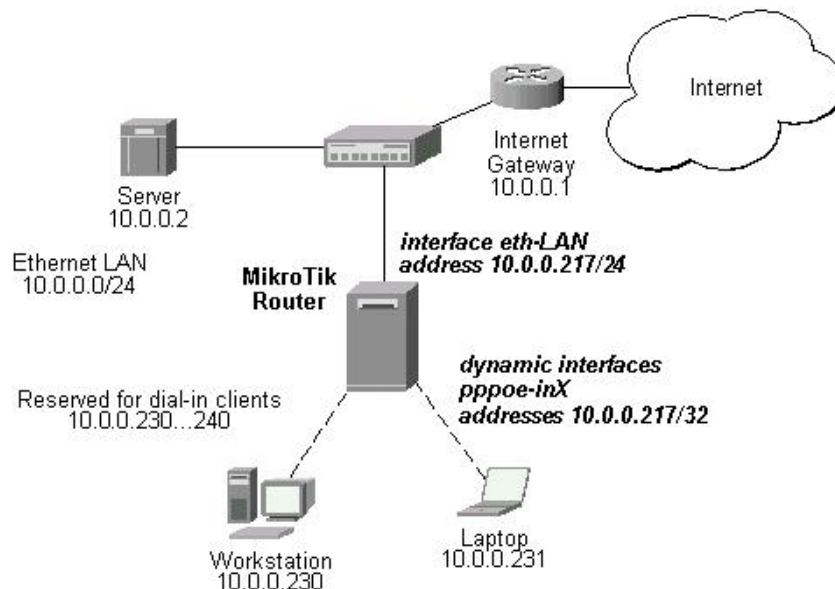 Internet
Internet
Gateway
10.0.0.1
Server
10.0.0.2
Ethernet LAN
10.0.0.0/24
interface eth-LAN
address 10.0.0.217/24
MikroTik
Router
dynamic interfaces
pppoe-inX
addresses 10.0.0.217/32
Reserved for dial-in clients
10.0.0.230...240
Workstation
10.0.0.230
Laptop
10.0.0.231